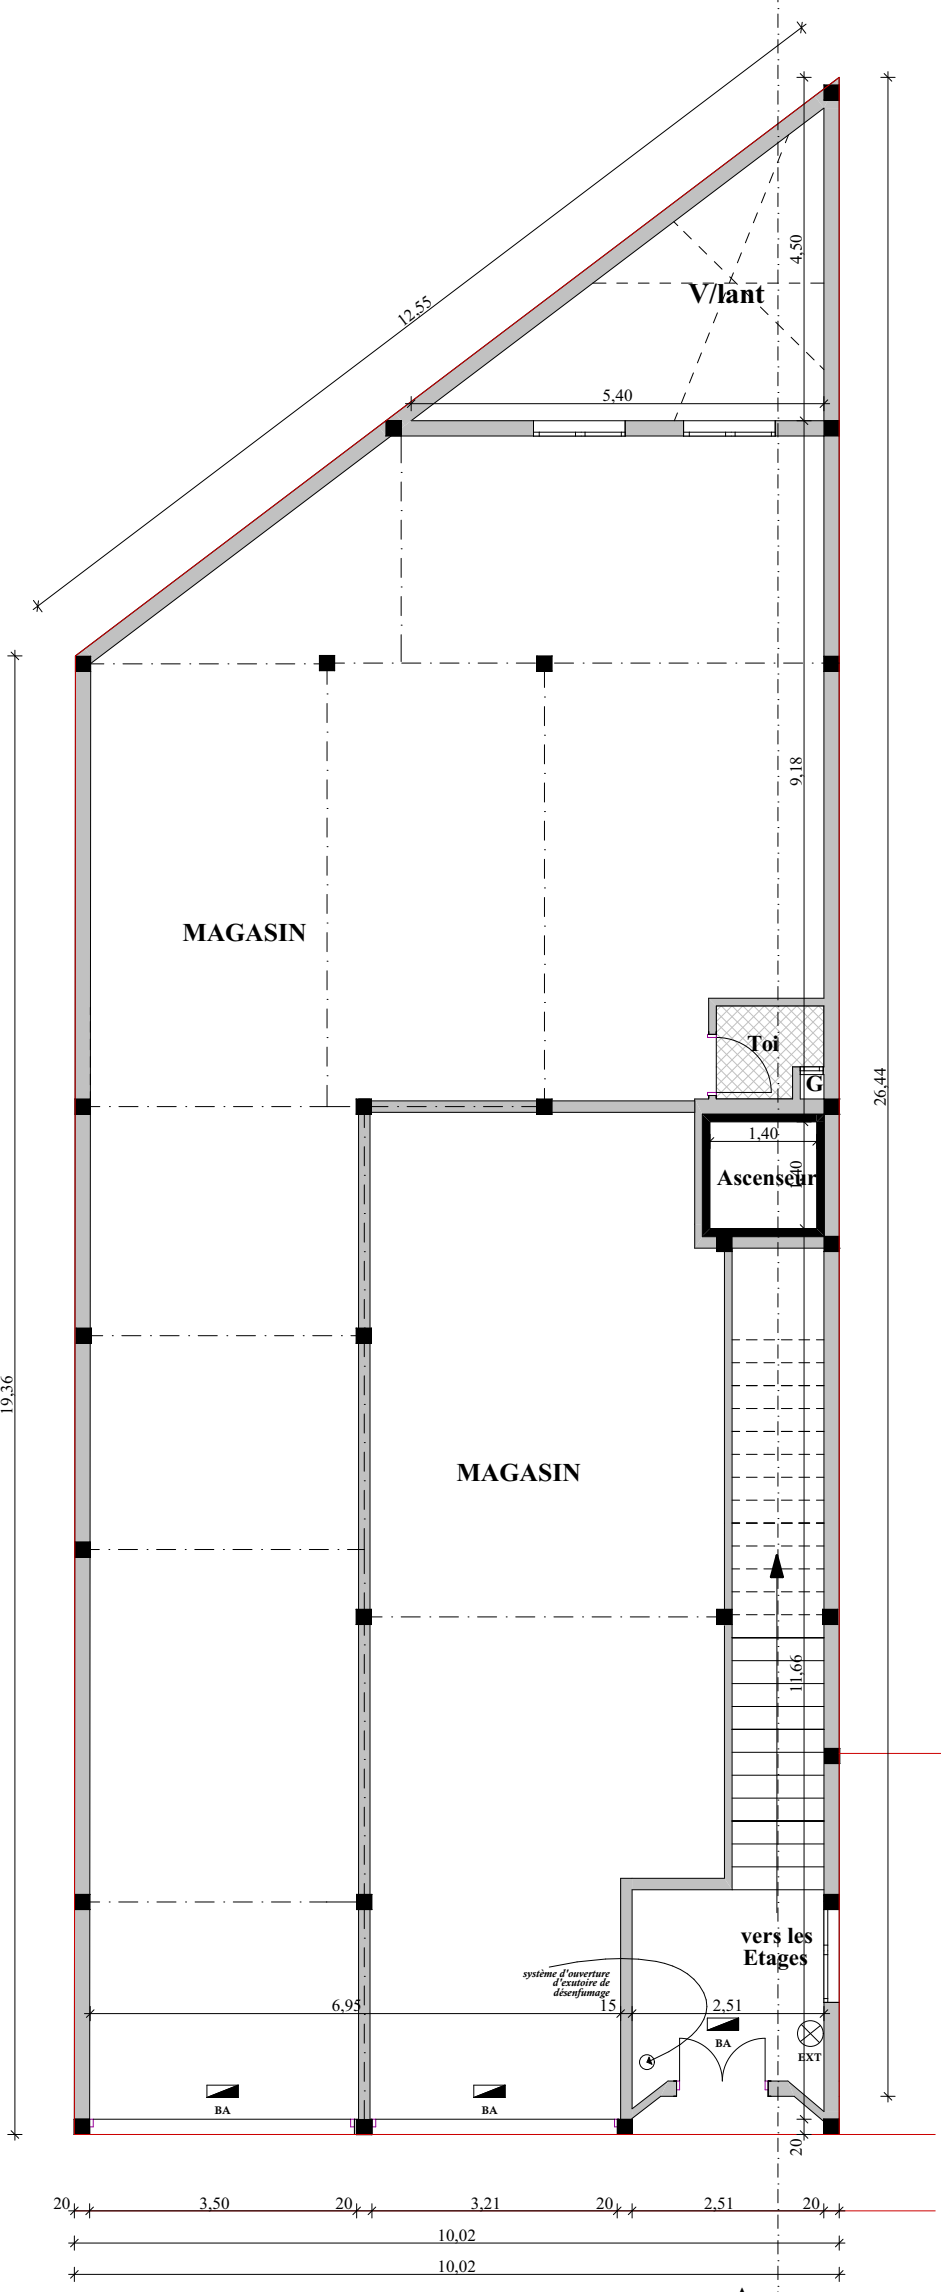 12,55
4,50
V/lant
5,40
9,18
MAGASIN
Toi
G
26,44
1,40
1,40
Ascenseur
19,36
MAGASIN
11,66
vers les
Etages
système d'ouverture
d'exutoire de
désenfumage
6,95
15
2,51
BA
EXT
BA
BA
20
20
3,50
20
3,21
20
2,51
20
10,02
10,02